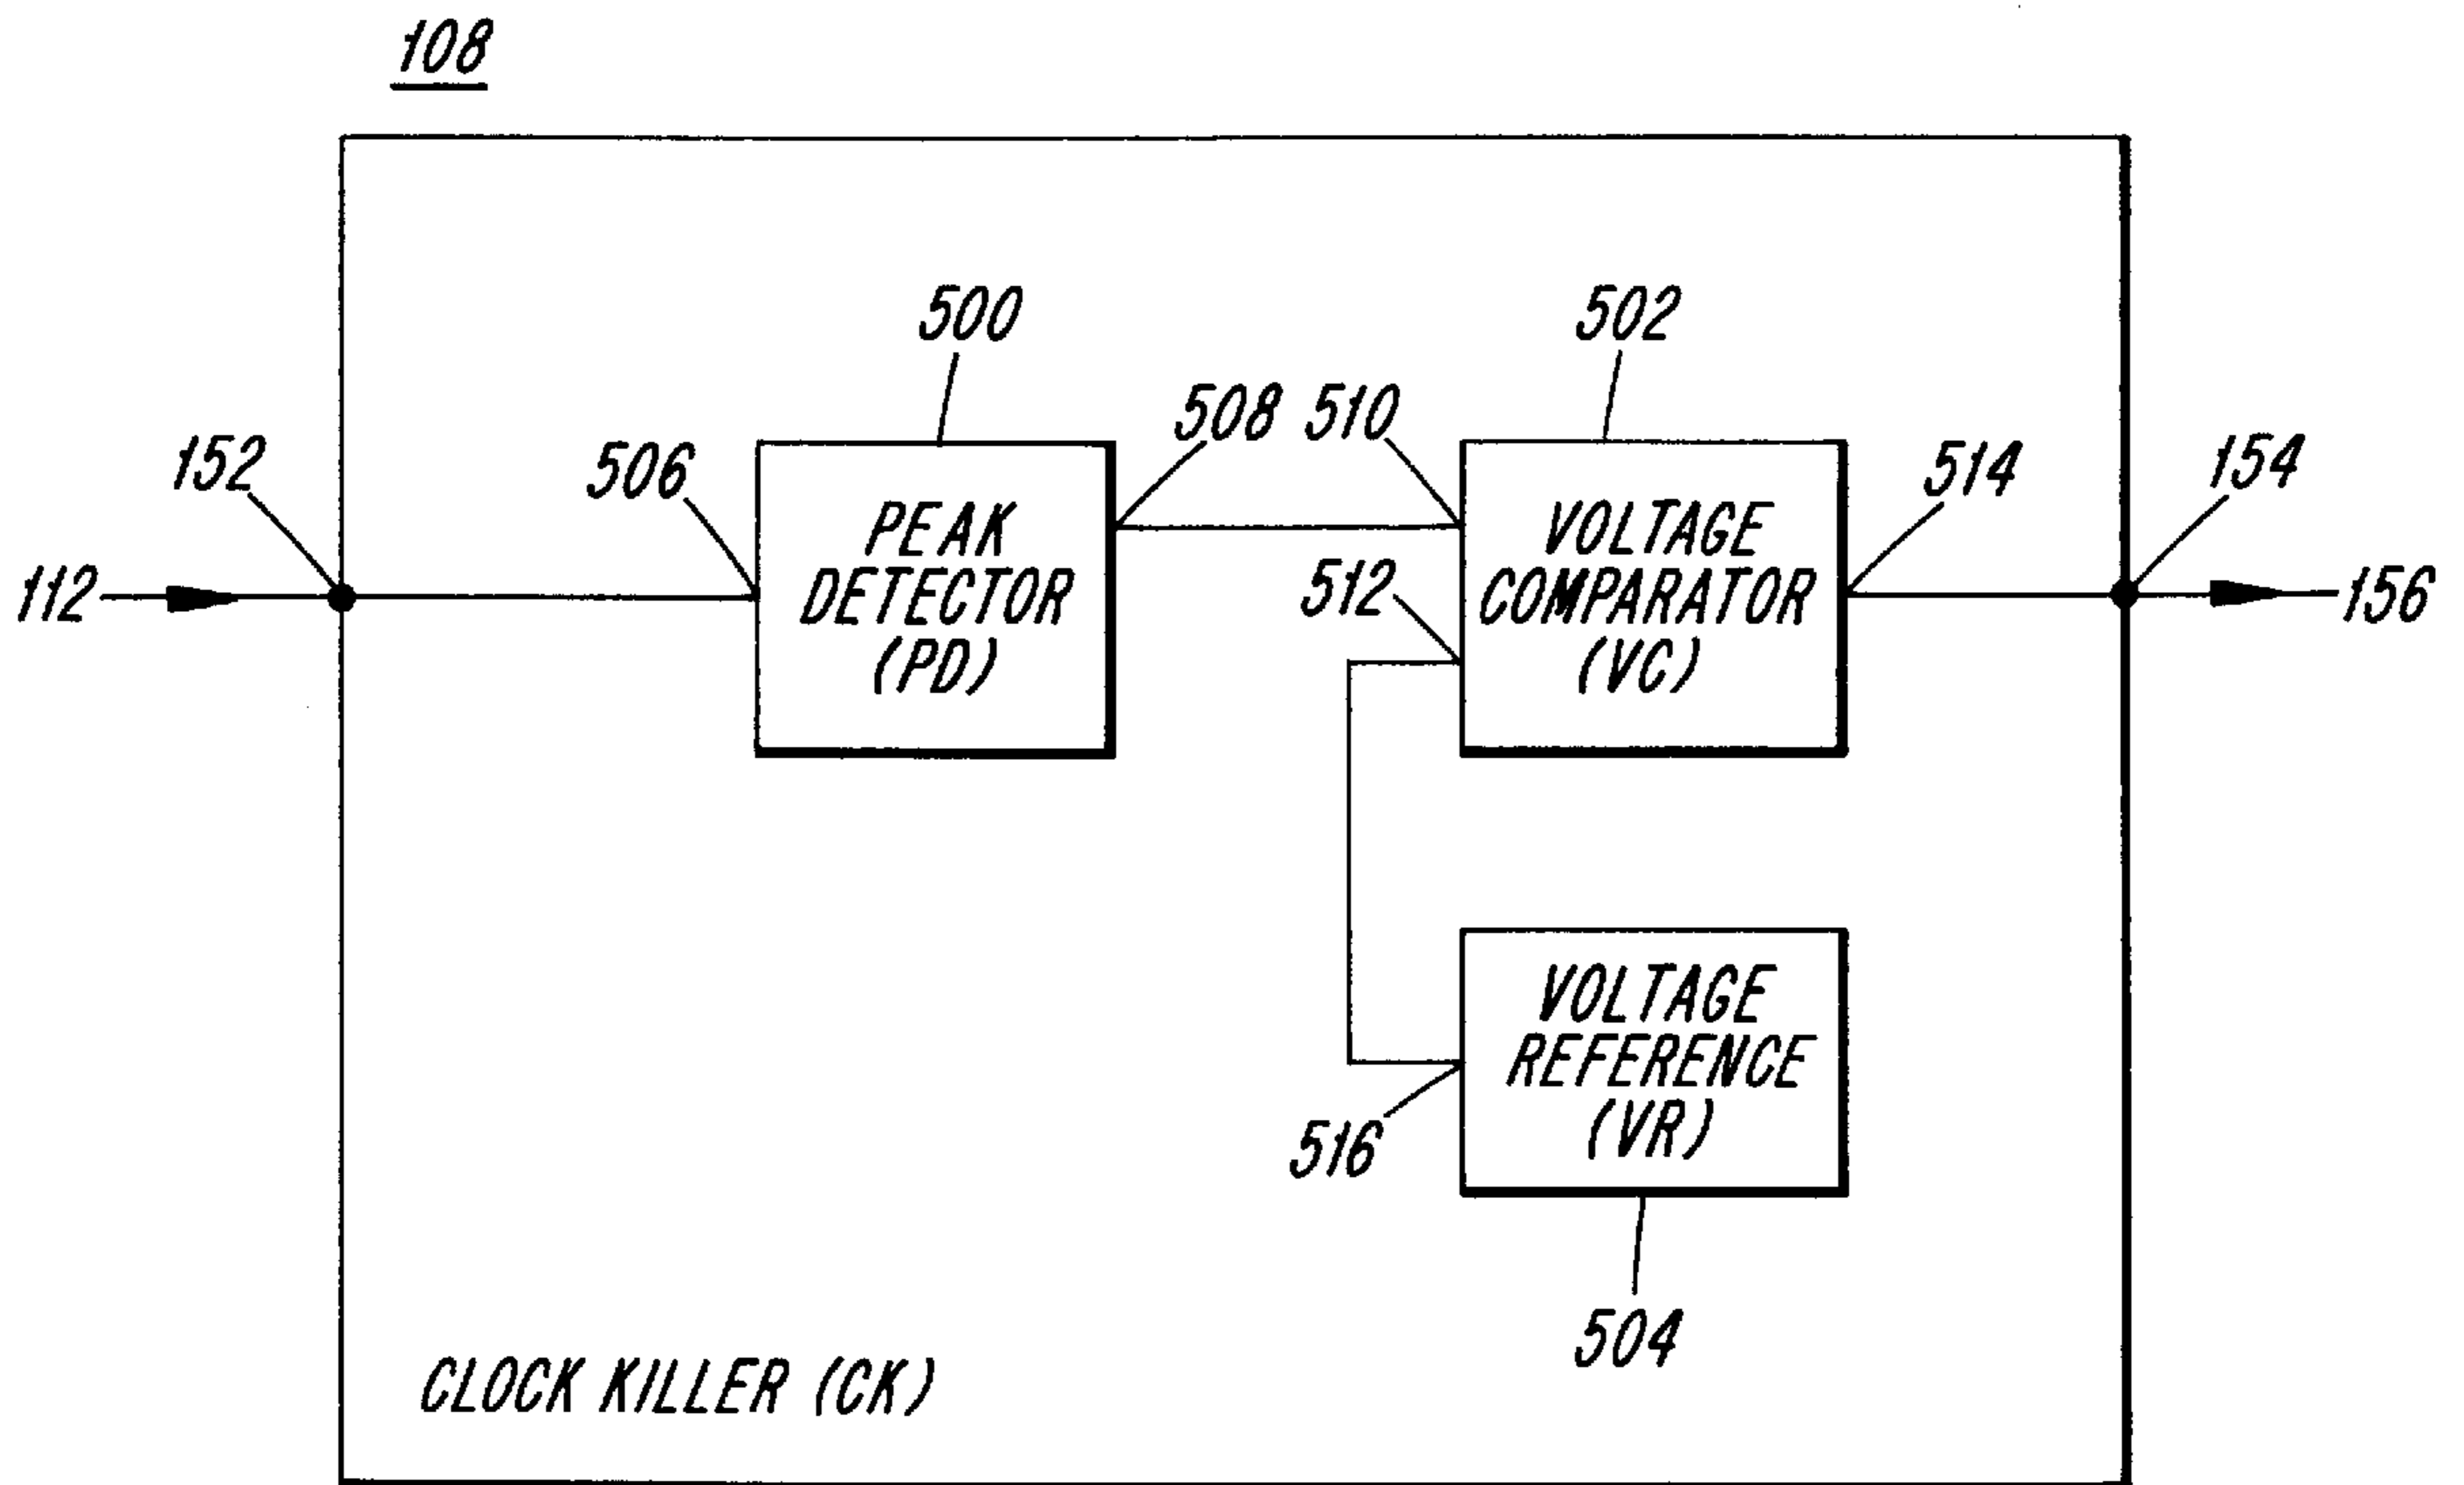 108
500
502
508
510
506
152
514
154
PEAK
DETECTOR
(PD)
VOLTAGE
COMPARATOR
(VC)
512
112
156
VOLTAGE
REFERENCE
(VR)
516
504
CLOCK KILLER (CK)